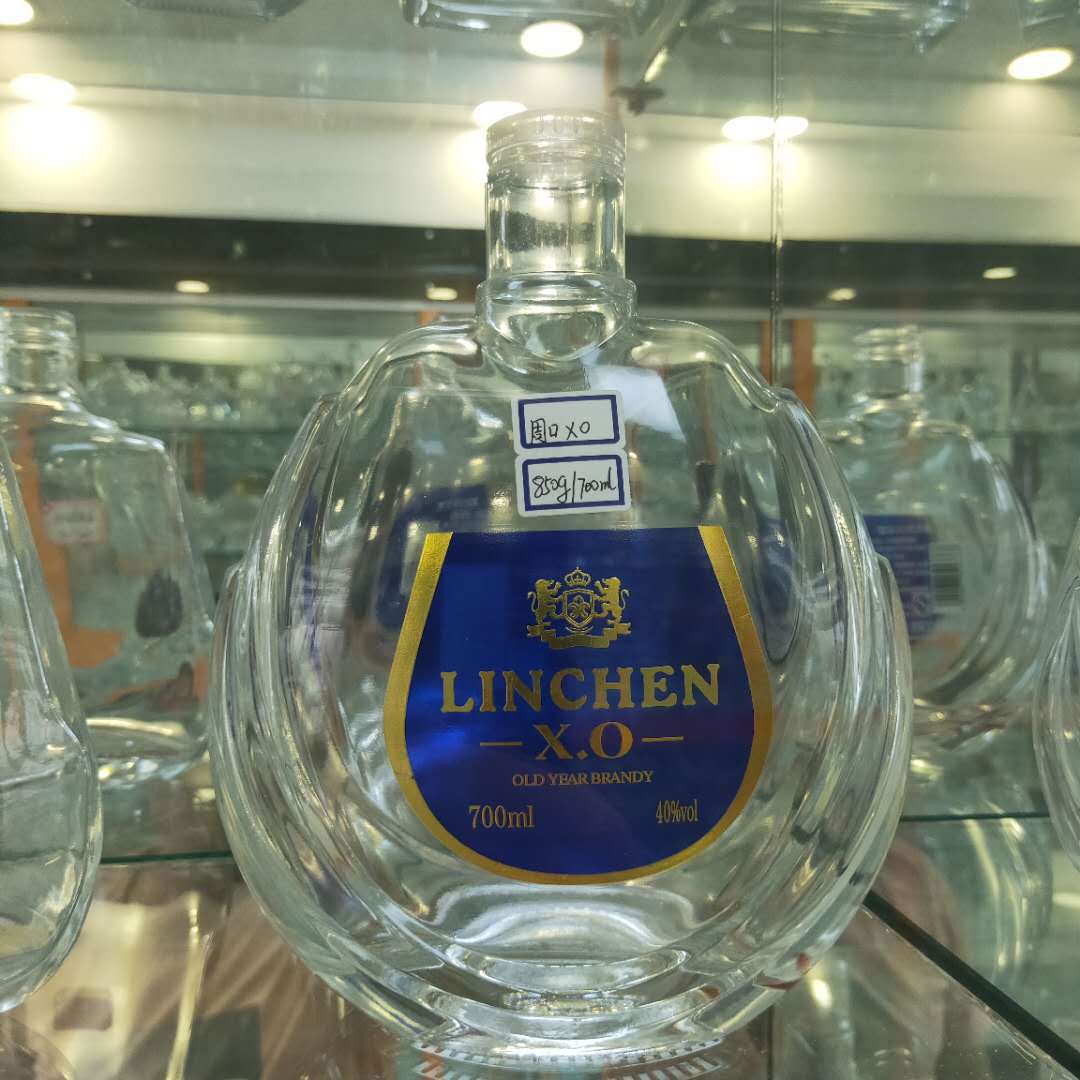 周口XO
850g/700ml
LINCHEN
X.O
OLD YEAR BRANDY
700ml
40%vol